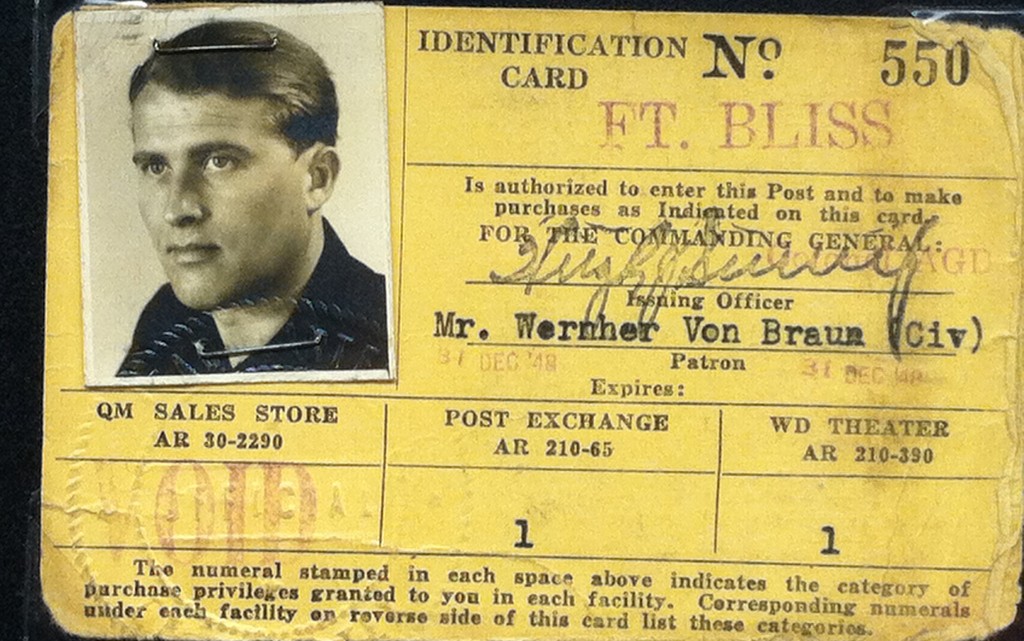 IDENTIFICATION CARD Nº 550
FT. BLISS
Is authorized to enter this Post and to make
purchases as Indicated on this card.
FOR THE COMMANDING GENERAL:
AGD
Issuing Officer
Mr. Wernher Von Braun (Civ)
Patron
31 DEC '48 31 DEC '48
Expires:
QM SALES STORE
AR 30-2290
POST EXCHANGE
AR 210-65
WD THEATER
AR 210-390
VOID
1
1
The numeral stamped in each space above indicates the category of
purchase privileges granted to you in each facility. Corresponding numerals
under each facility on reverse side of this card list these categories.